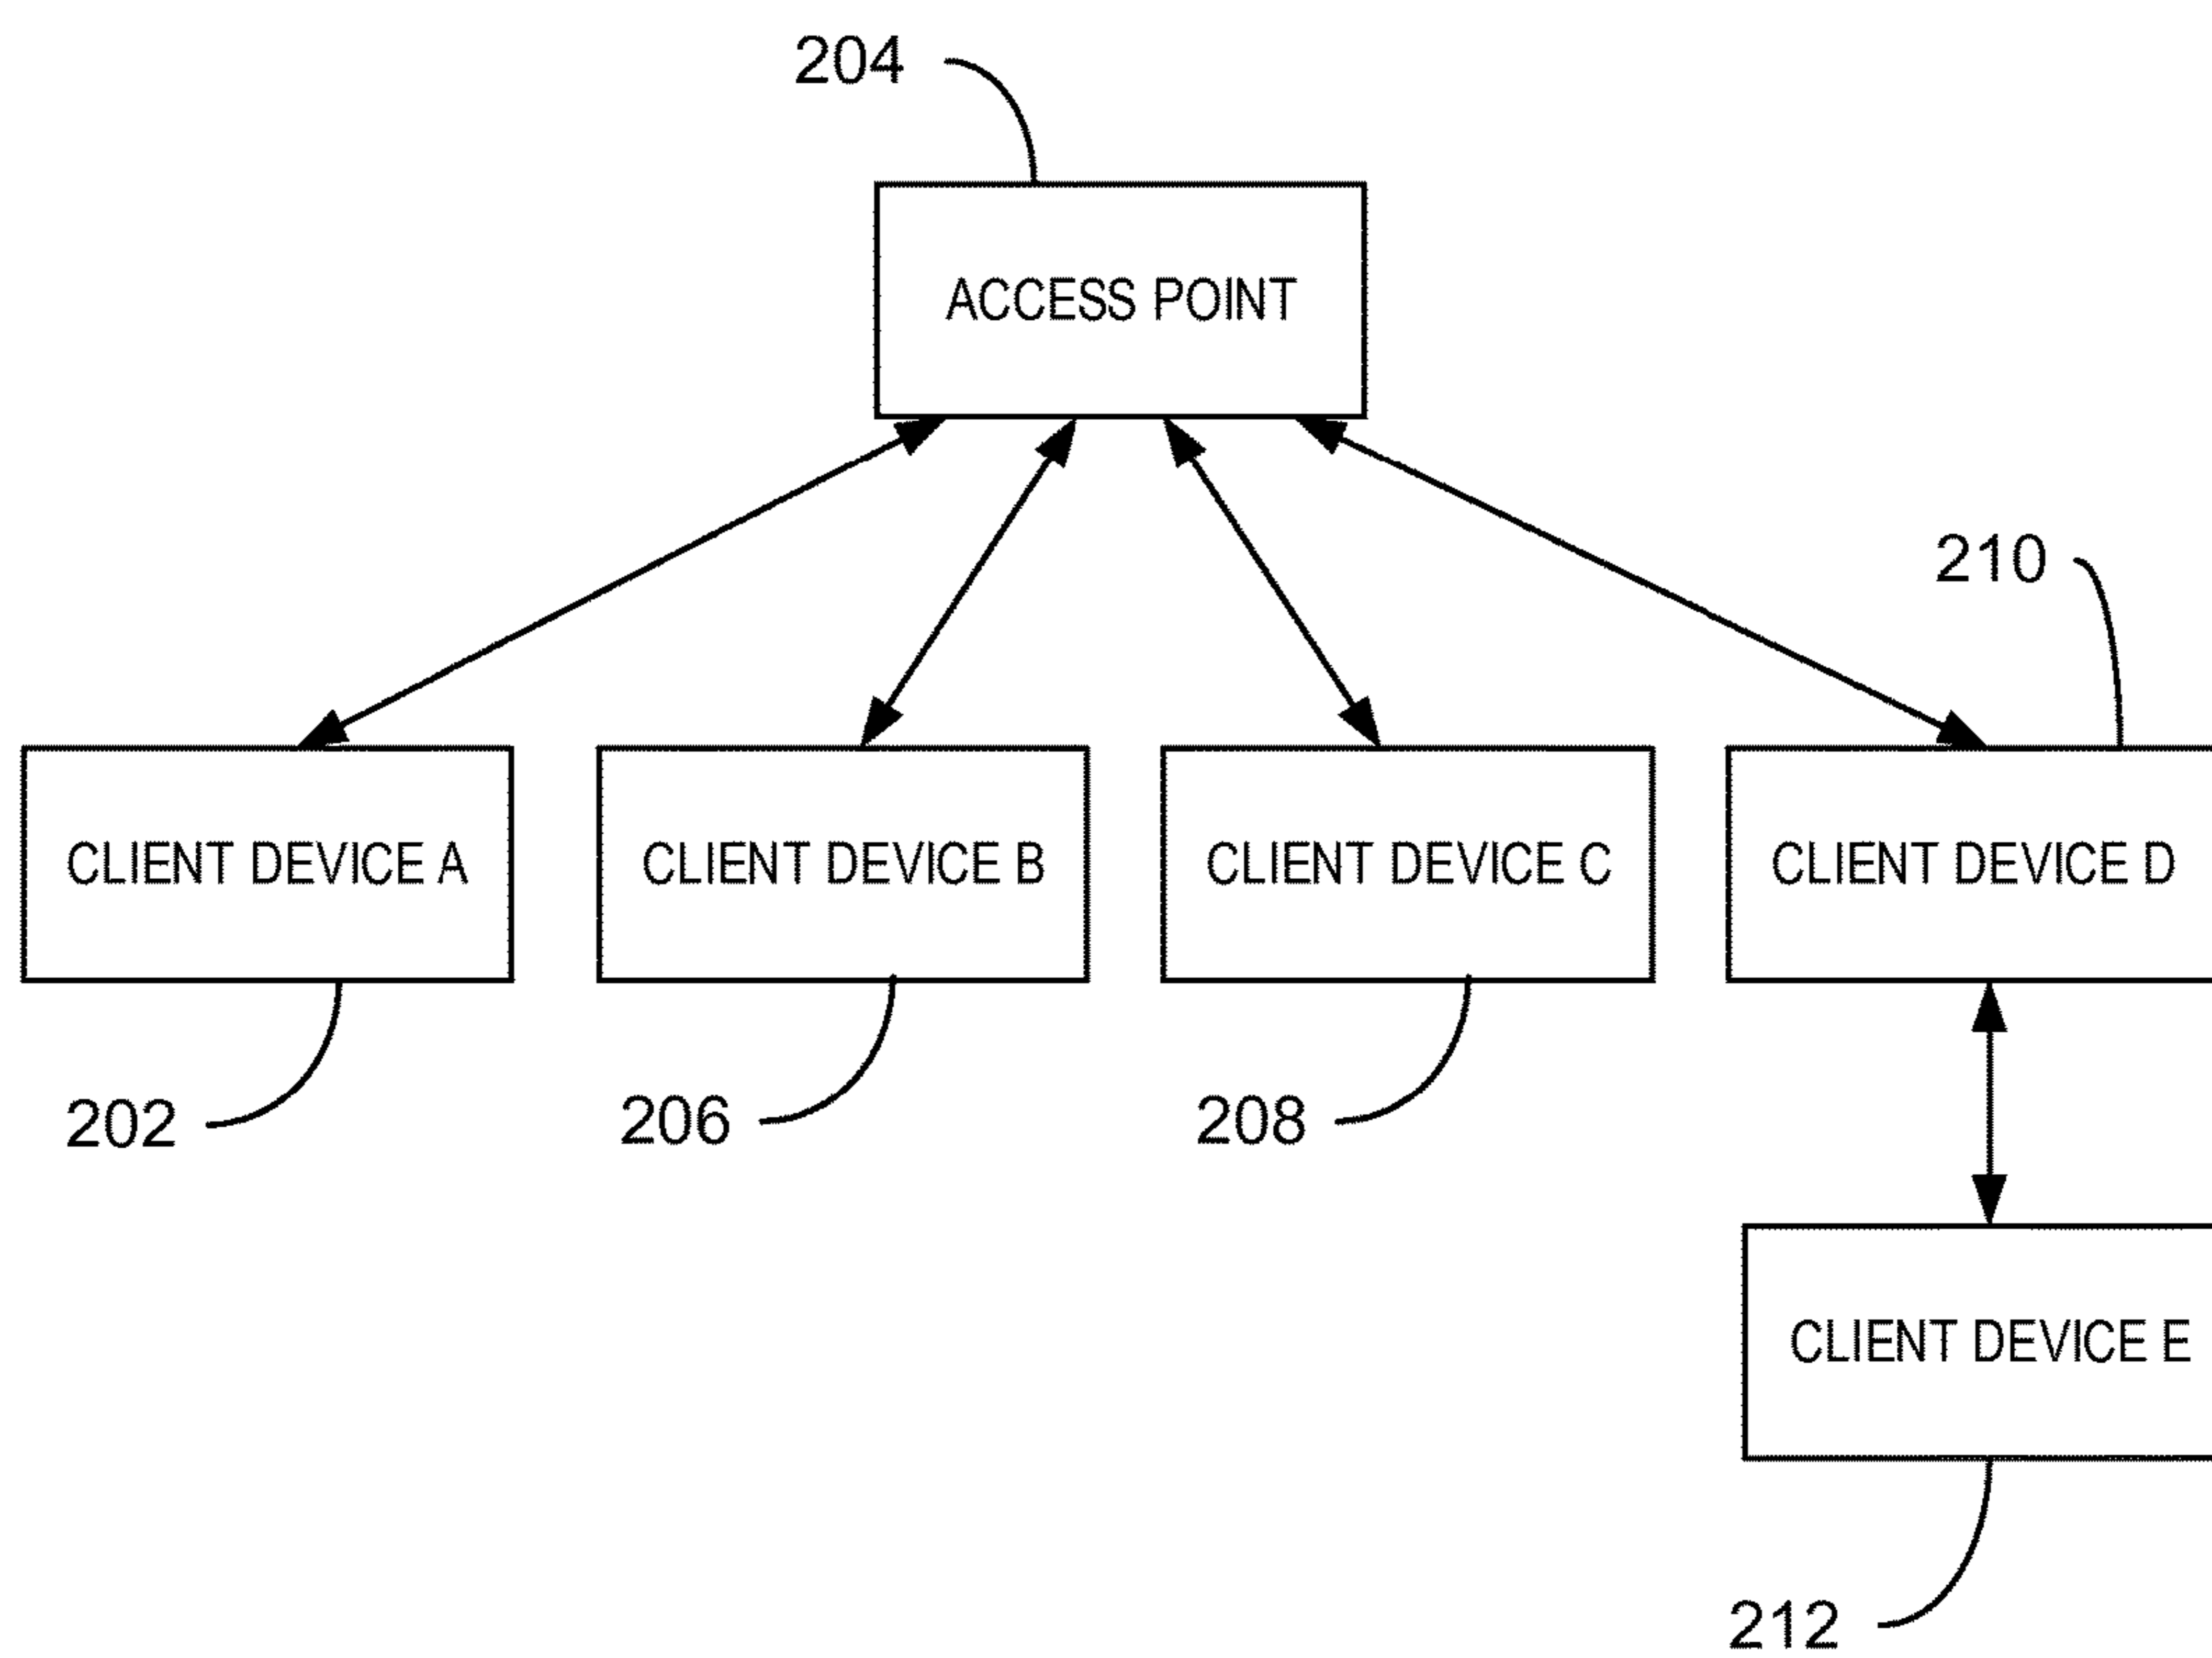 204
ACCESS POINT
210
CLIENT DEVICE A
CLIENT DEVICE B
CLIENT DEVICE C
CLIENT DEVICE D
202
206
208
CLIENT DEVICE E
212